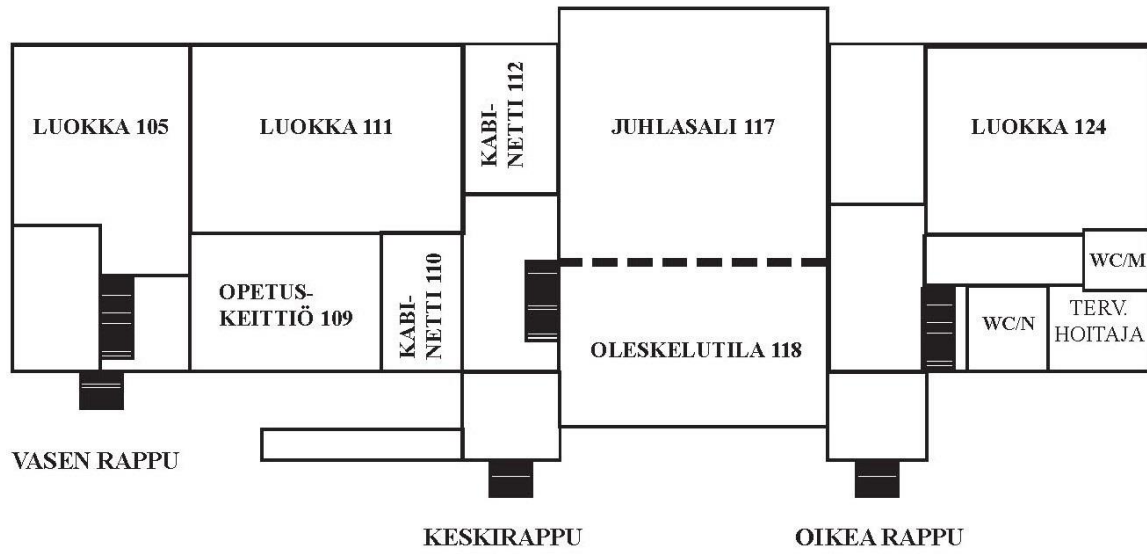 LUOKKA 105
LUOKKA 111
KABI-
NETTI 112
JUHLASALI 117
LUOKKA 124
OPETUS-
KEITTIÖ 109
KABI-
NETTI 110
OLESKELUTILA 118
WC/M
WC/N
TERV.
HOITAJA
VASEN RAPPU
KESKIRAPPU
OIKEA RAPPU